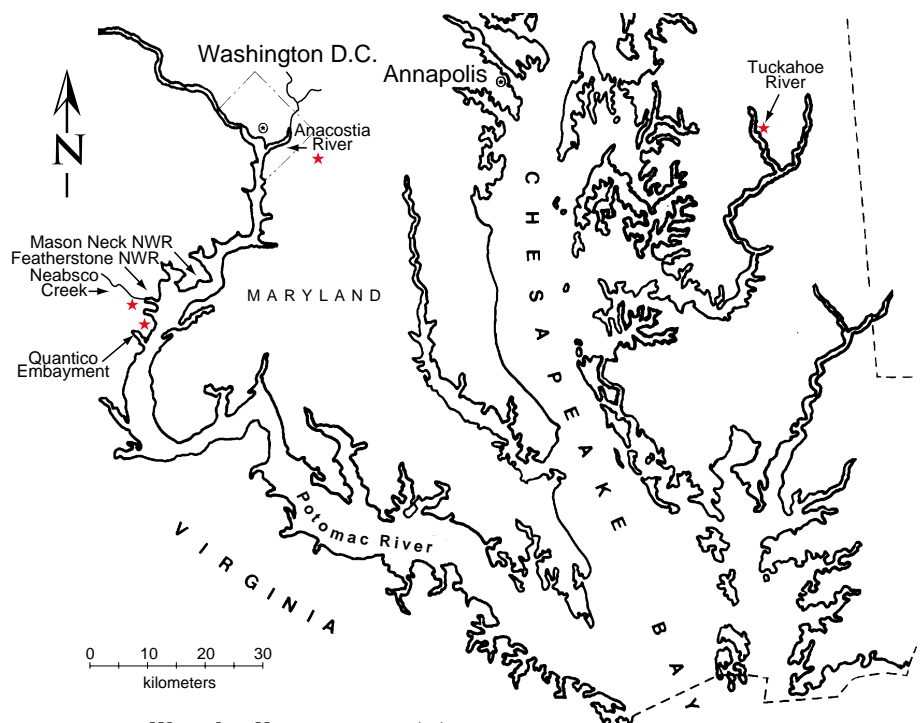 Washington D.C.
Annapolis
Tuckahoe
River
Anacostia
River
N
CHESAPEAKE BAY
Mason Neck NWR
Featherstone NWR
Neabsco
Creek
MARYLAND
Quantico
Embayment
Potomac River
VIRGINIA
0 10 20 30
kilometers